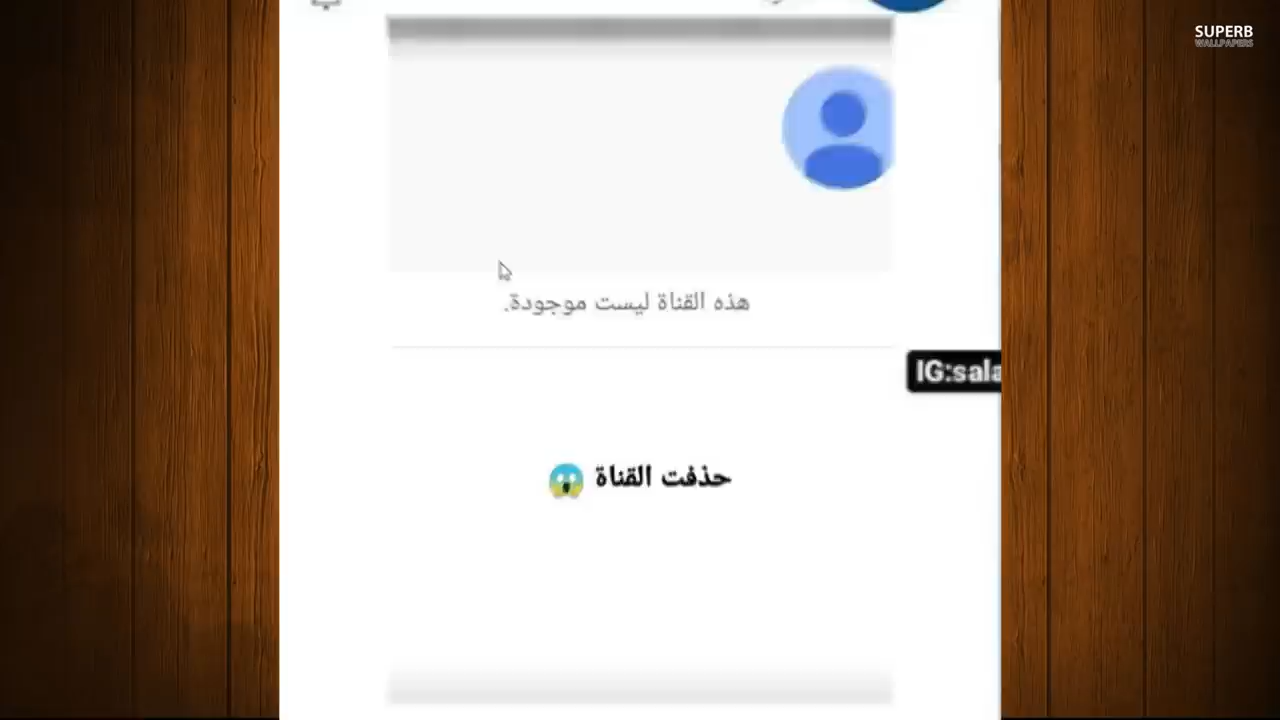 SUPERB
WALLPAPERS
هذه القناة ليست موجودة.
IG:sala
حذفت القناة 😱